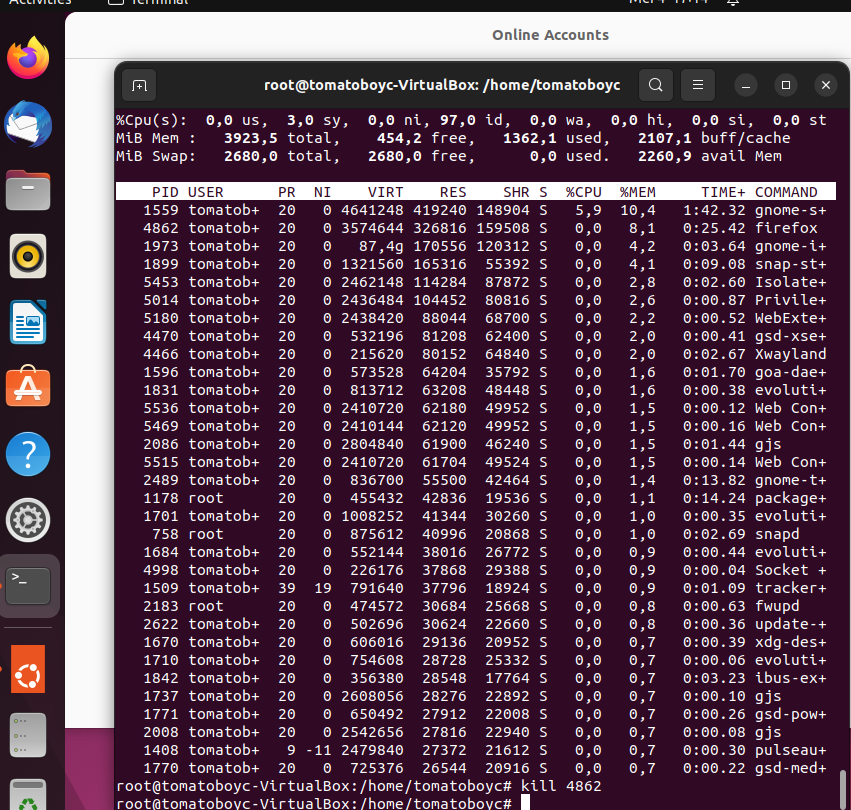 Activities Terminal Mer 4 17:14
Online Accounts
root@tomatoboyc-VirtualBox: /home/tomatoboyc
%Cpu(s):  0,0 us,  3,0 sy,  0,0 ni, 97,0 id,  0,0 wa,  0,0 hi,  0,0 si,  0,0 st
MiB Mem :   3923,5 total,    454,2 free,   1362,1 used,   2107,1 buff/cache
MiB Swap:   2680,0 total,   2680,0 free,      0,0 used.   2260,9 avail Mem
PID USER      PR  NI    VIRT    RES    SHR S  %CPU  %MEM     TIME+ COMMAND
1559 tomatob+  20   0 4641248 419240 148904 S   5,9  10,4   1:42.32 gnome-s+
4862 tomatob+  20   0 3574644 326816 159508 S   0,0   8,1   0:25.42 firefox
1973 tomatob+  20   0   87,4g 170556 120312 S   0,0   4,2   0:03.64 gnome-i+
1899 tomatob+  20   0 1321560 165316  55392 S   0,0   4,1   0:09.08 snap-st+
5453 tomatob+  20   0 2462148 114284  87872 S   0,0   2,8   0:02.60 Isolate+
5014 tomatob+  20   0 2436484 104452  80816 S   0,0   2,6   0:00.87 Privile+
5180 tomatob+  20   0 2438420  88044  68700 S   0,0   2,2   0:00.52 WebExte+
4470 tomatob+  20   0  532196  81208  62400 S   0,0   2,0   0:00.41 gsd-xse+
4466 tomatob+  20   0  215620  80152  64840 S   0,0   2,0   0:02.67 Xwayland
1596 tomatob+  20   0  573528  64204  35792 S   0,0   1,6   0:01.70 goa-dae+
1831 tomatob+  20   0  813712  63208  48448 S   0,0   1,6   0:00.38 evoluti+
5536 tomatob+  20   0 2410720  62180  49952 S   0,0   1,5   0:00.12 Web Con+
5469 tomatob+  20   0 2410144  62120  49952 S   0,0   1,5   0:00.16 Web Con+
2086 tomatob+  20   0 2804840  61900  46240 S   0,0   1,5   0:01.44 gjs
5515 tomatob+  20   0 2410720  61704  49524 S   0,0   1,5   0:00.14 Web Con+
2489 tomatob+  20   0  836700  55500  42464 S   0,0   1,4   0:13.82 gnome-t+
1178 root      20   0  455432  42836  19536 S   0,0   1,1   0:14.24 package+
1701 tomatob+  20   0 1008252  41344  30260 S   0,0   1,0   0:00.35 evoluti+
758 root      20   0  875612  40996  20868 S   0,0   1,0   0:02.69 snapd
1684 tomatob+  20   0  552144  38016  26772 S   0,0   0,9   0:00.44 evoluti+
4998 tomatob+  20   0  226176  37868  29388 S   0,0   0,9   0:00.04 Socket +
1509 tomatob+  39  19  791640  37796  18924 S   0,0   0,9   0:01.09 tracker+
2183 root      20   0  474572  30684  25668 S   0,0   0,8   0:00.63 fwupd
2622 tomatob+  20   0  502696  30624  22660 S   0,0   0,8   0:00.36 update-+
1670 tomatob+  20   0  606016  29136  20952 S   0,0   0,7   0:00.39 xdg-des+
1710 tomatob+  20   0  754608  28728  25332 S   0,0   0,7   0:00.06 evoluti+
1842 tomatob+  20   0  356380  28548  17764 S   0,0   0,7   0:03.23 ibus-ex+
1737 tomatob+  20   0 2608056  28276  22892 S   0,0   0,7   0:00.10 gjs
1771 tomatob+  20   0  650492  27912  22008 S   0,0   0,7   0:00.26 gsd-pow+
2008 tomatob+  20   0 2542656  27816  22940 S   0,0   0,7   0:00.08 gjs
1408 tomatob+   9 -11 2479840  27372  21612 S   0,0   0,7   0:00.30 pulseau+
1770 tomatob+  20   0  725376  26544  20916 S   0,0   0,7   0:00.22 gsd-med+
root@tomatoboyc-VirtualBox:/home/tomatoboyc# kill 4862
root@tomatoboyc-VirtualBox:/home/tomatoboyc#